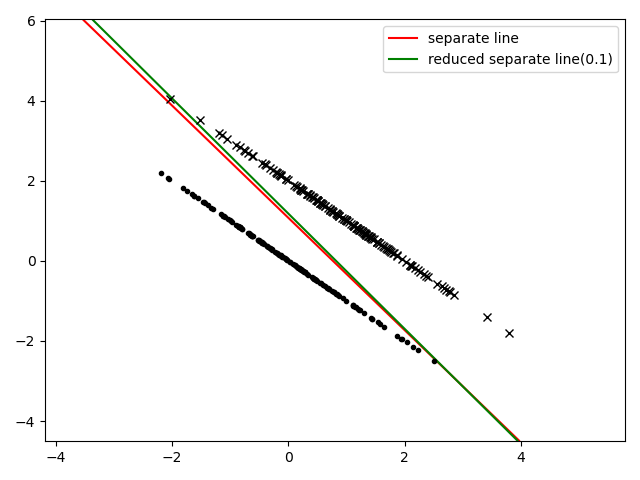 6
separate line
reduced separate line(0.1)
4
2
0
−2
−4
−4 −2 0 2 4